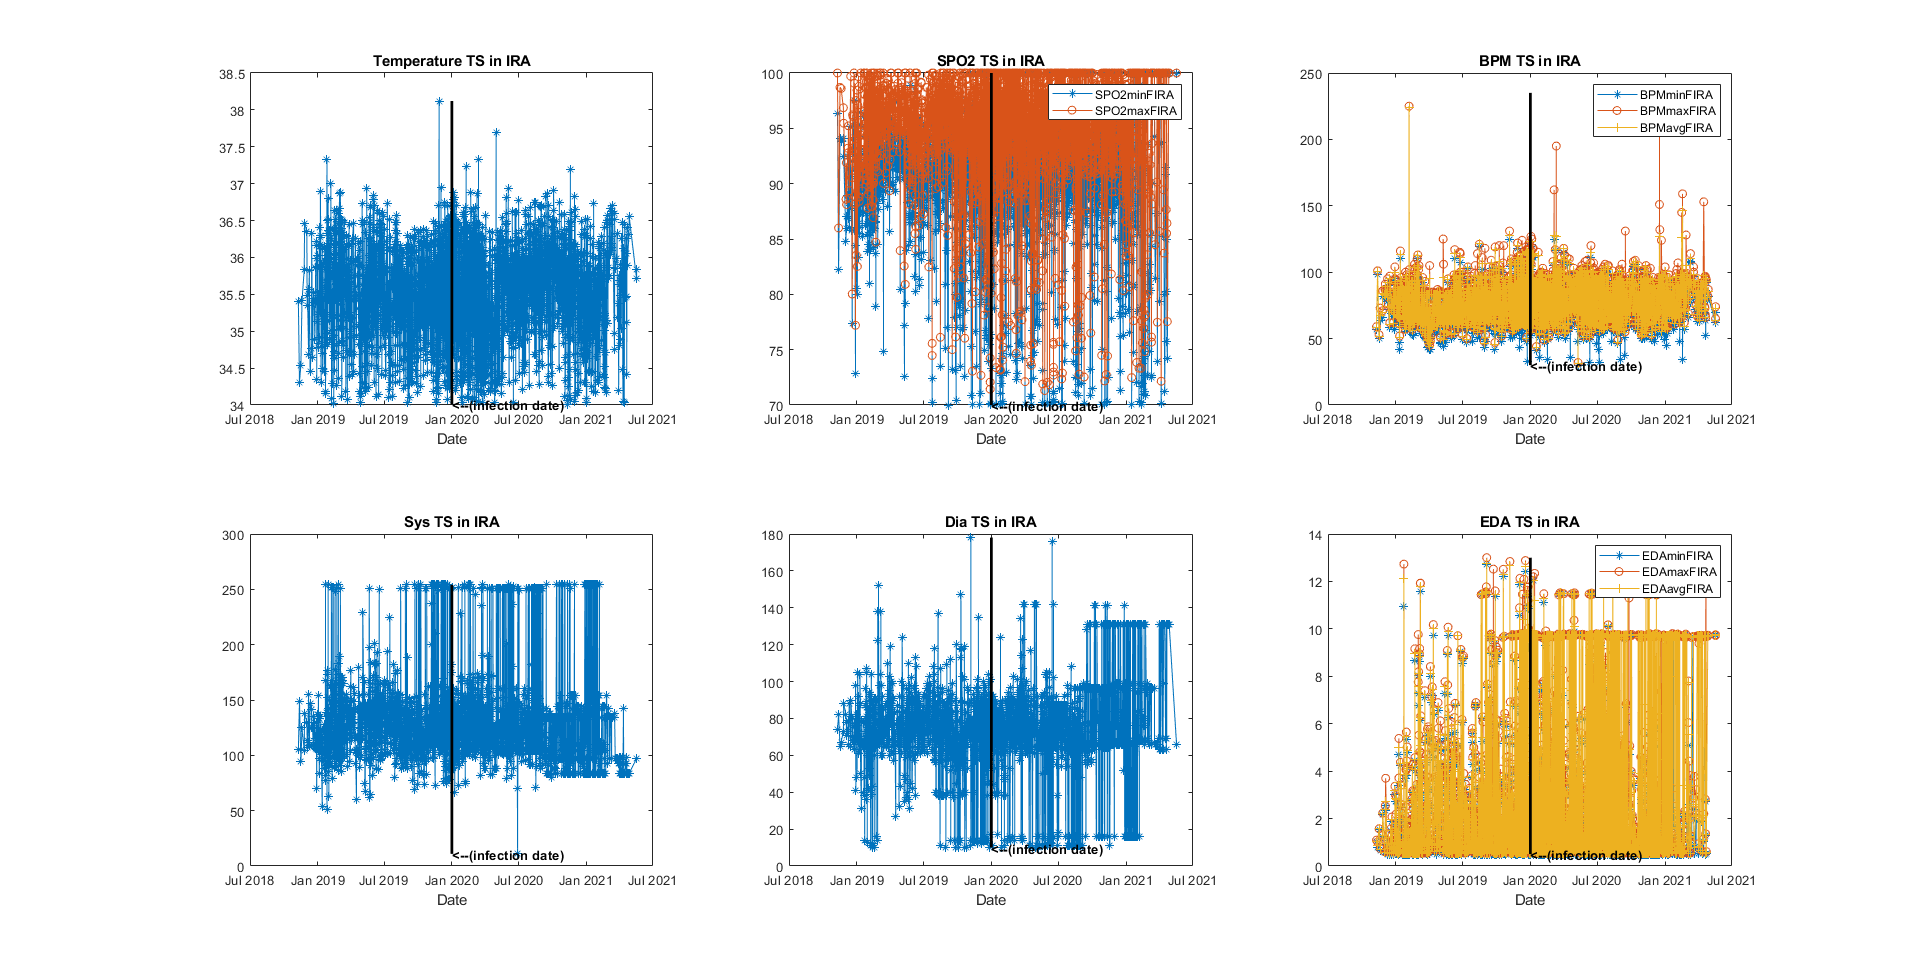 Temperature TS in IRA
38.5
38
37.5
37
36.5
36
35.5
35
34.5
34
<--(infection date)
Jul 2018 Jan 2019 Jul 2019 Jan 2020 Jul 2020 Jan 2021 Jul 2021
Date
SPO2 TS in IRA
100
95
90
85
80
75
70
SPO2minFIRA
SPO2maxFIRA
<--(infection date)
Jul 2018 Jan 2019 Jul 2019 Jan 2020 Jul 2020 Jan 2021 Jul 2021
Date
BPM TS in IRA
250
200
150
100
50
0
BPMminFIRA
BPMmaxFIRA
BPMavgFIRA
<--(infection date)
Jul 2018 Jan 2019 Jul 2019 Jan 2020 Jul 2020 Jan 2021 Jul 2021
Date
Sys TS in IRA
300
250
200
150
100
50
0
<--(infection date)
Jul 2018 Jan 2019 Jul 2019 Jan 2020 Jul 2020 Jan 2021 Jul 2021
Date
Dia TS in IRA
180
160
140
120
100
80
60
40
20
0
<--(infection date)
Jul 2018 Jan 2019 Jul 2019 Jan 2020 Jul 2020 Jan 2021 Jul 2021
Date
EDA TS in IRA
14
12
10
8
6
4
2
0
EDAminFIRA
EDAmaxFIRA
EDAavgFIRA
<--(infection date)
Jul 2018 Jan 2019 Jul 2019 Jan 2020 Jul 2020 Jan 2021 Jul 2021
Date